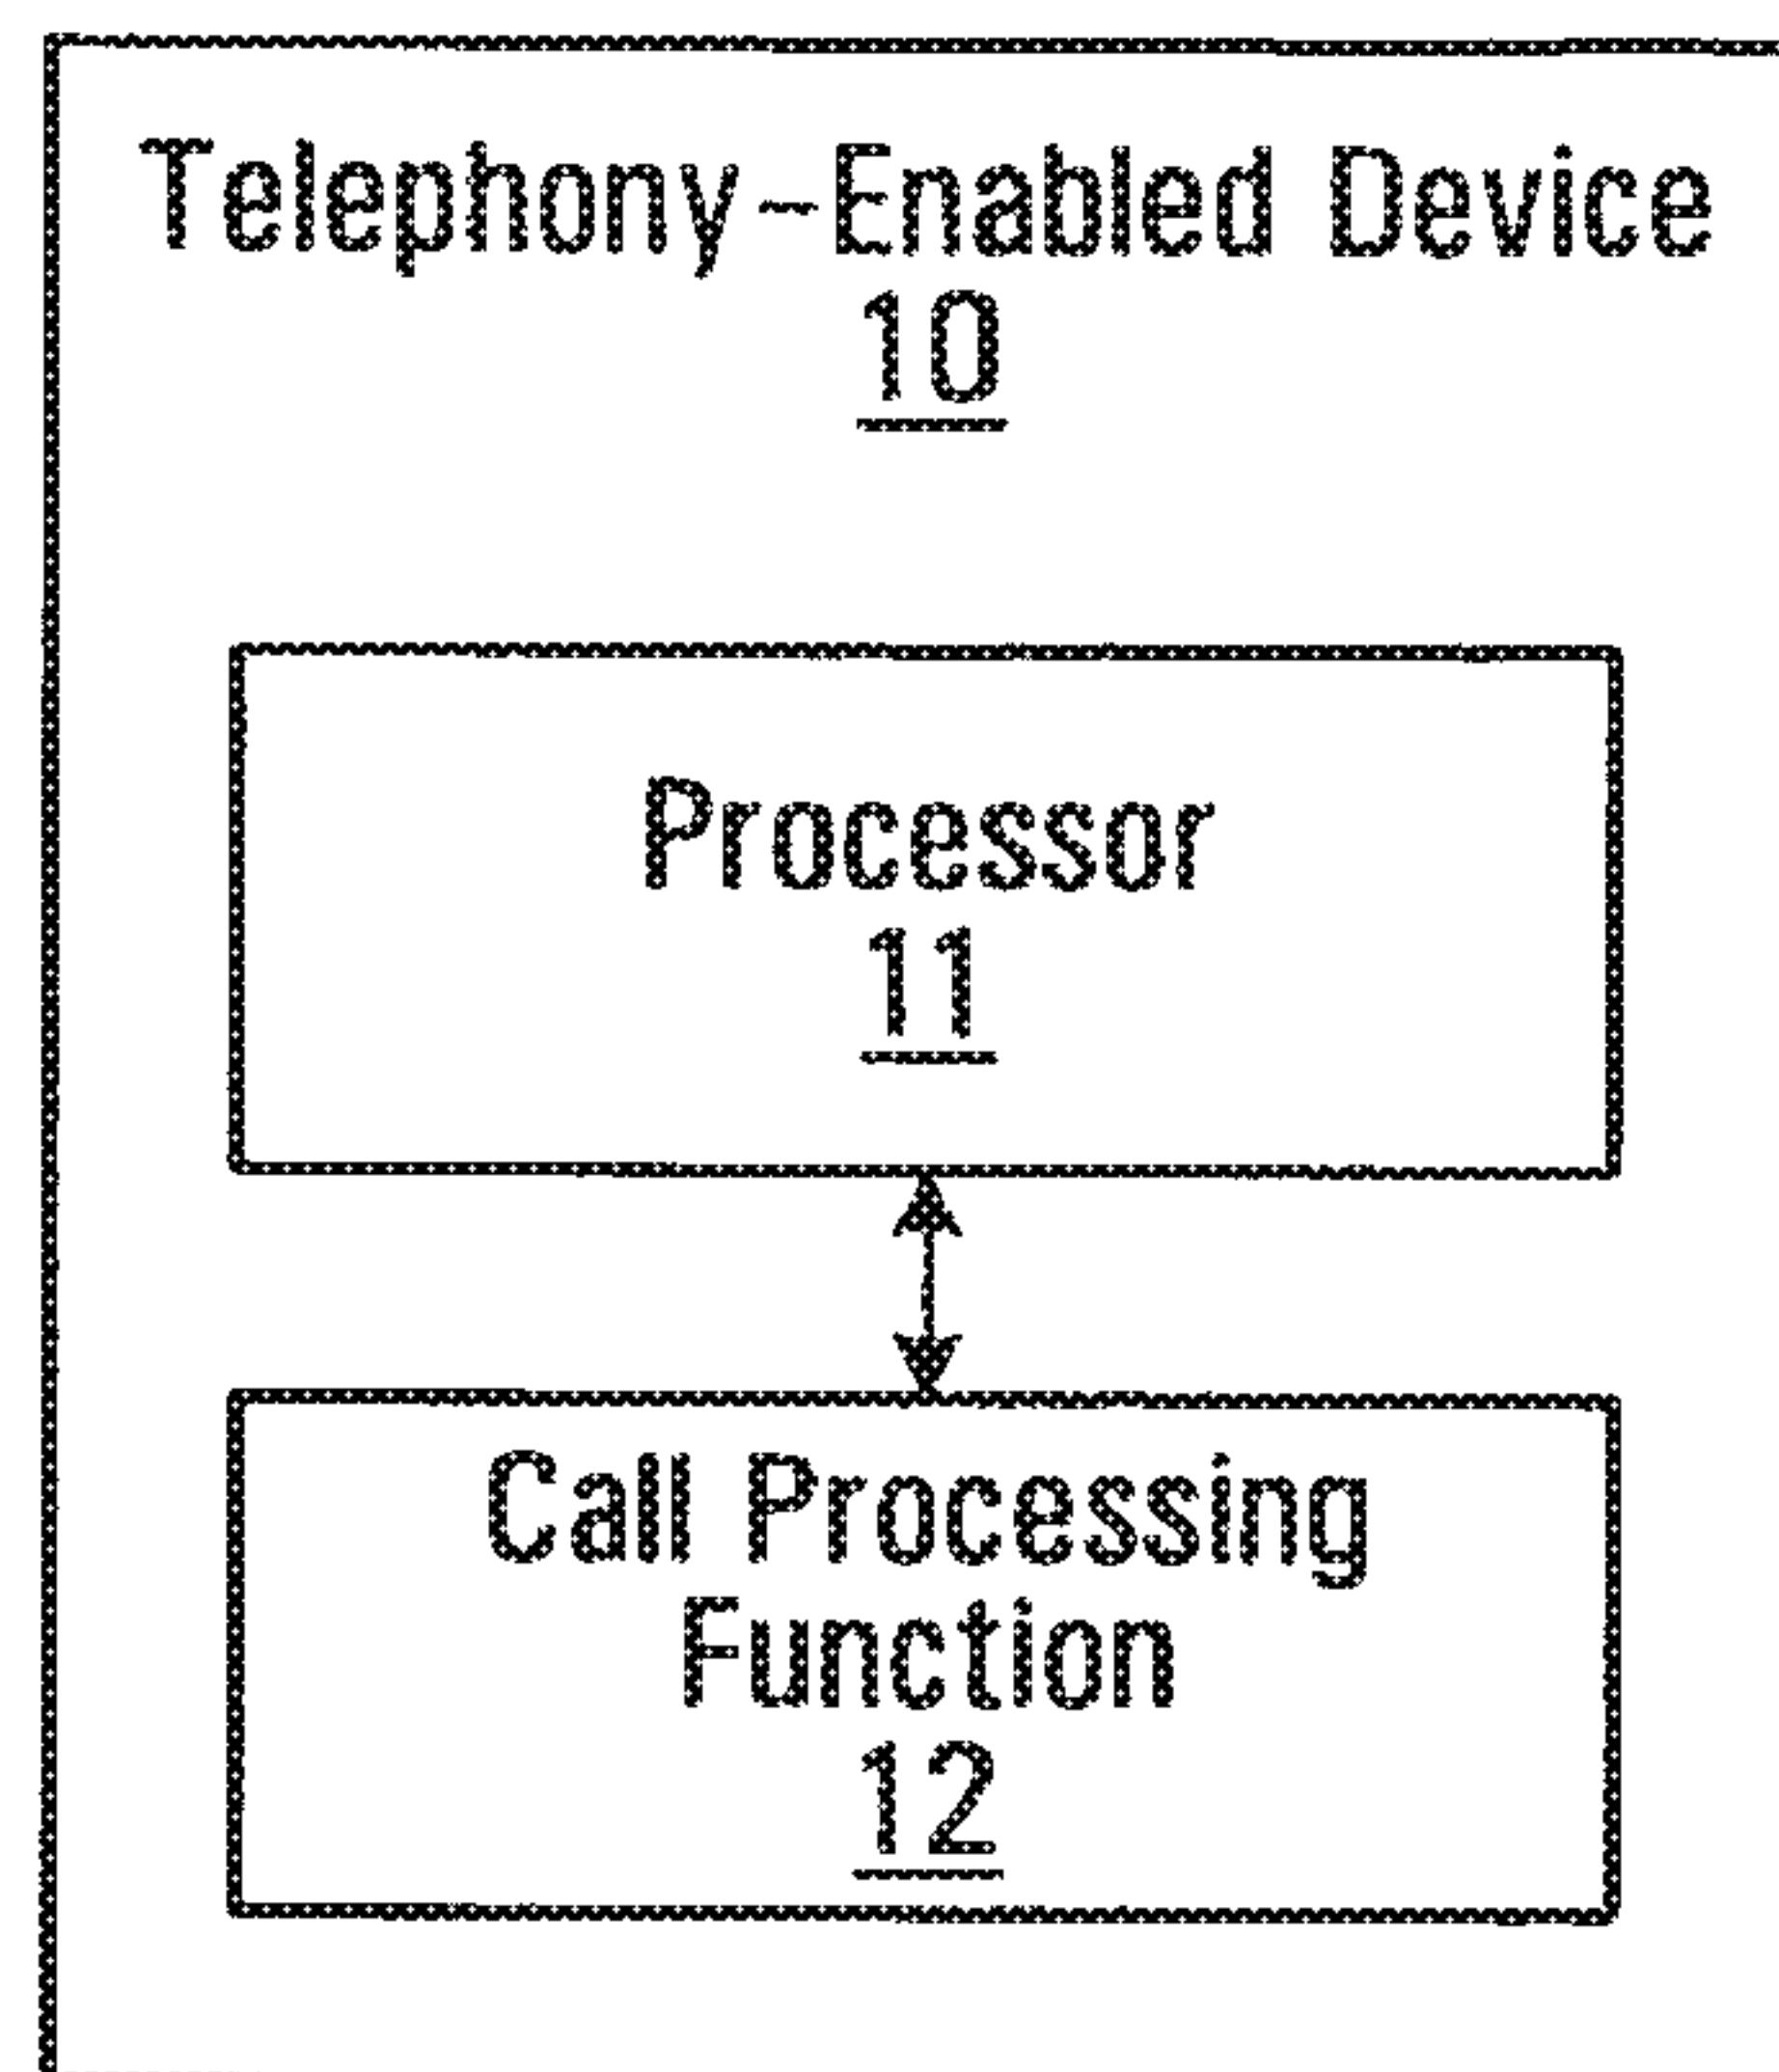 Telephony-Enabled Device
10
Processor
11
Call Processing
Function
12